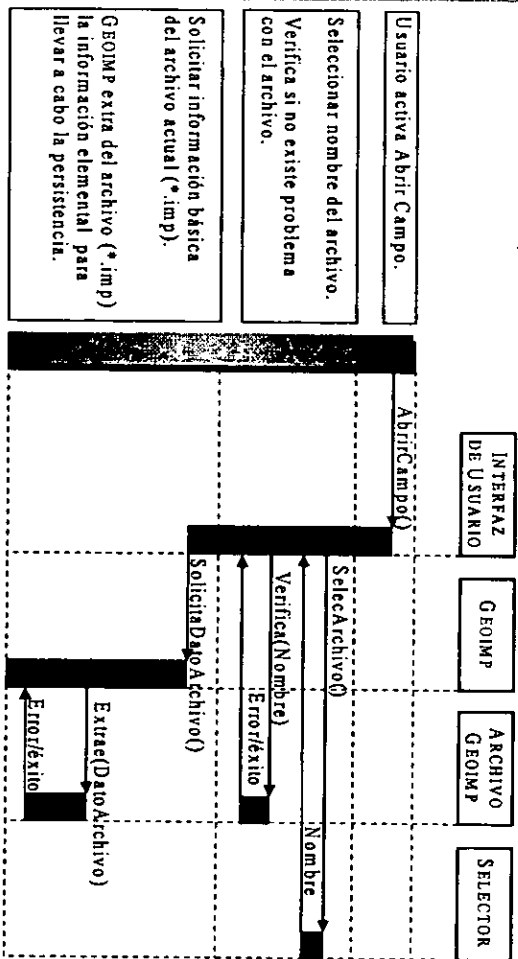 INTERFAZ
DE USUARIO
GEOIMP
ARCHIVO
GEOIMP
SELECTOR
Usuario activa Abrir Campo.
AbrirCampo()
Seleccionar nombre del archivo.
Verifica si no existe problema
con el archivo.
SelecArchivo()
Nombre
Verifica(Nombre)
Error/éxito
Solicitar información básica
del archivo actual (*.imp).
GEOIMP extra del archivo (*.imp)
la información elemental para
llevar a cabo la persistencia.
SolicitaDatoArchivo()
Extrae(DatoArchivo)
Error/éxito